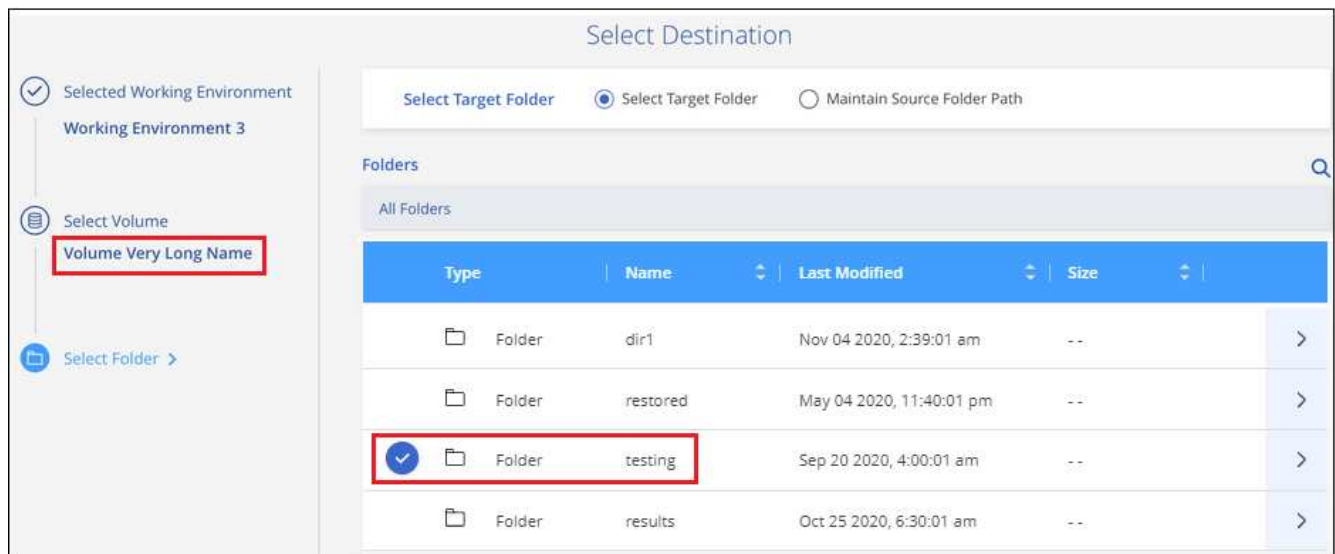 Select Destination
Selected Working Environment
Working Environment 3
Select Volume
Volume Very Long Name
Select Folder >
Select Target Folder Select Target Folder Maintain Source Folder Path
Folders
All Folders
Type Name Last Modified Size
Folder dir1 Nov 04 2020, 2:39:01 am - -
Folder restored May 04 2020, 11:40:01 pm - -
Folder testing Sep 20 2020, 4:00:01 am - -
Folder results Oct 25 2020, 6:30:01 am - -